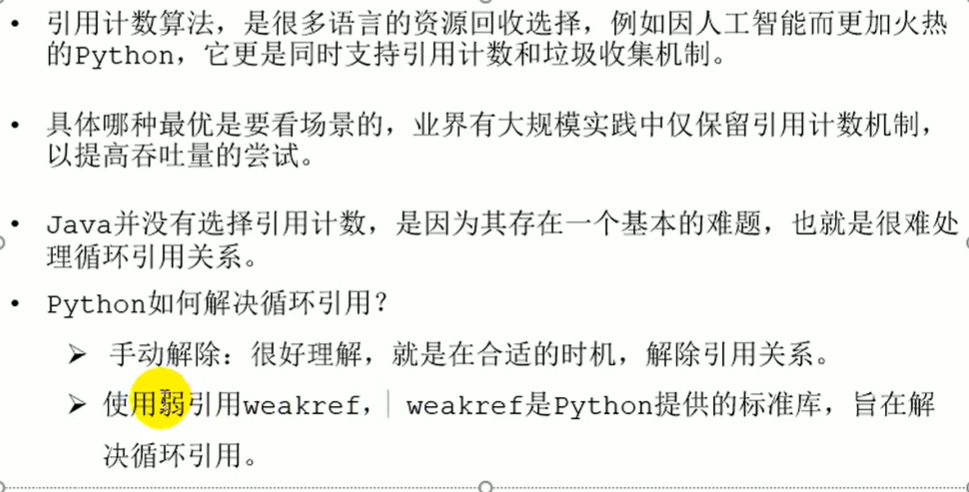 • 引用计数算法，是很多语言的资源回收选择，例如因人工智能而更加火热
的Python，它更是同时支持引用计数和垃圾收集机制。
• 具体哪种最优是要看场景的，业界有大规模实践中仅保留引用计数机制，
以提高吞吐量的尝试。
• Java并没有选择引用计数，是因为其存在一个基本的难题，也就是很难处
理循环引用关系。
• Python如何解决循环引用？
➢ 手动解除：很好理解，就是在合适的时机，解除引用关系。
➢ 使用弱引用weakref， weakref是Python提供的标准库，旨在解
决循环引用。